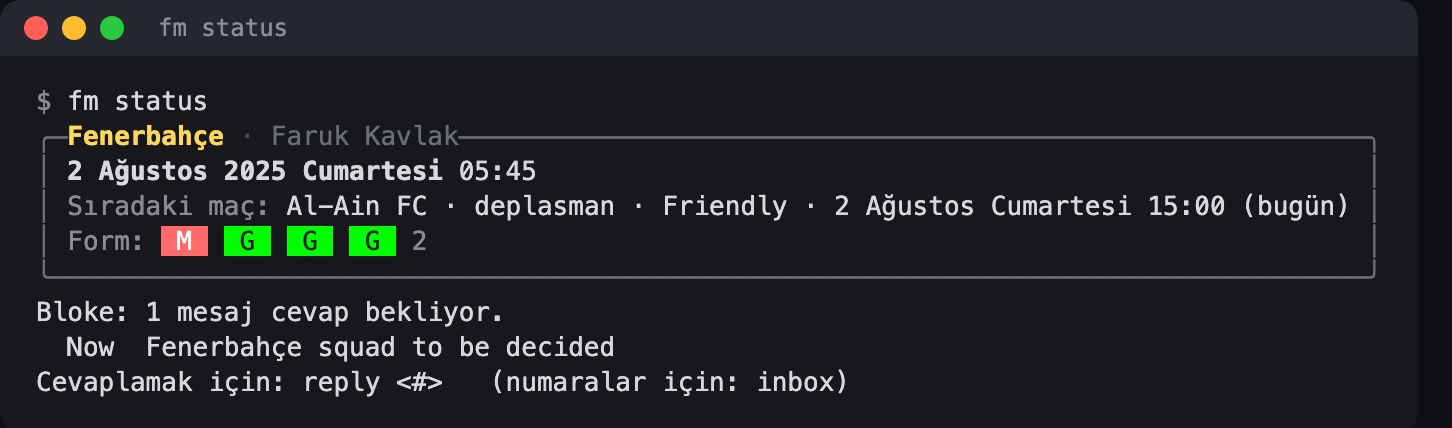 fm status
$ fm status
Fenerbahçe · Faruk Kavlak
2 Ağustos 2025 Cumartesi 05:45
Sıradaki maç: Al-Ain FC · deplasman · Friendly · 2 Ağustos Cumartesi 15:00 (bugün)
Form: M G G G 2
Bloke: 1 mesaj cevap bekliyor.
Now Fenerbahçe squad to be decided
Cevaplamak için: reply <#> (numaralar için: inbox)